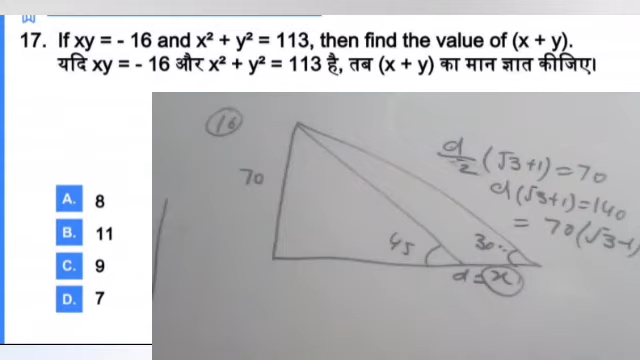 17. If xy = - 16 and x² + y² = 113, then find the value of (x + y).
यदि xy = - 16 और x² + y² = 113 है, तब (x + y) का मान ज्ञात कीजिए।
A. 8
B. 11
C. 9
D. 7
16
70
45
30
d = x
d/2 (√3+1) = 70
d(√3+1) = 140
= 70(√3-1)